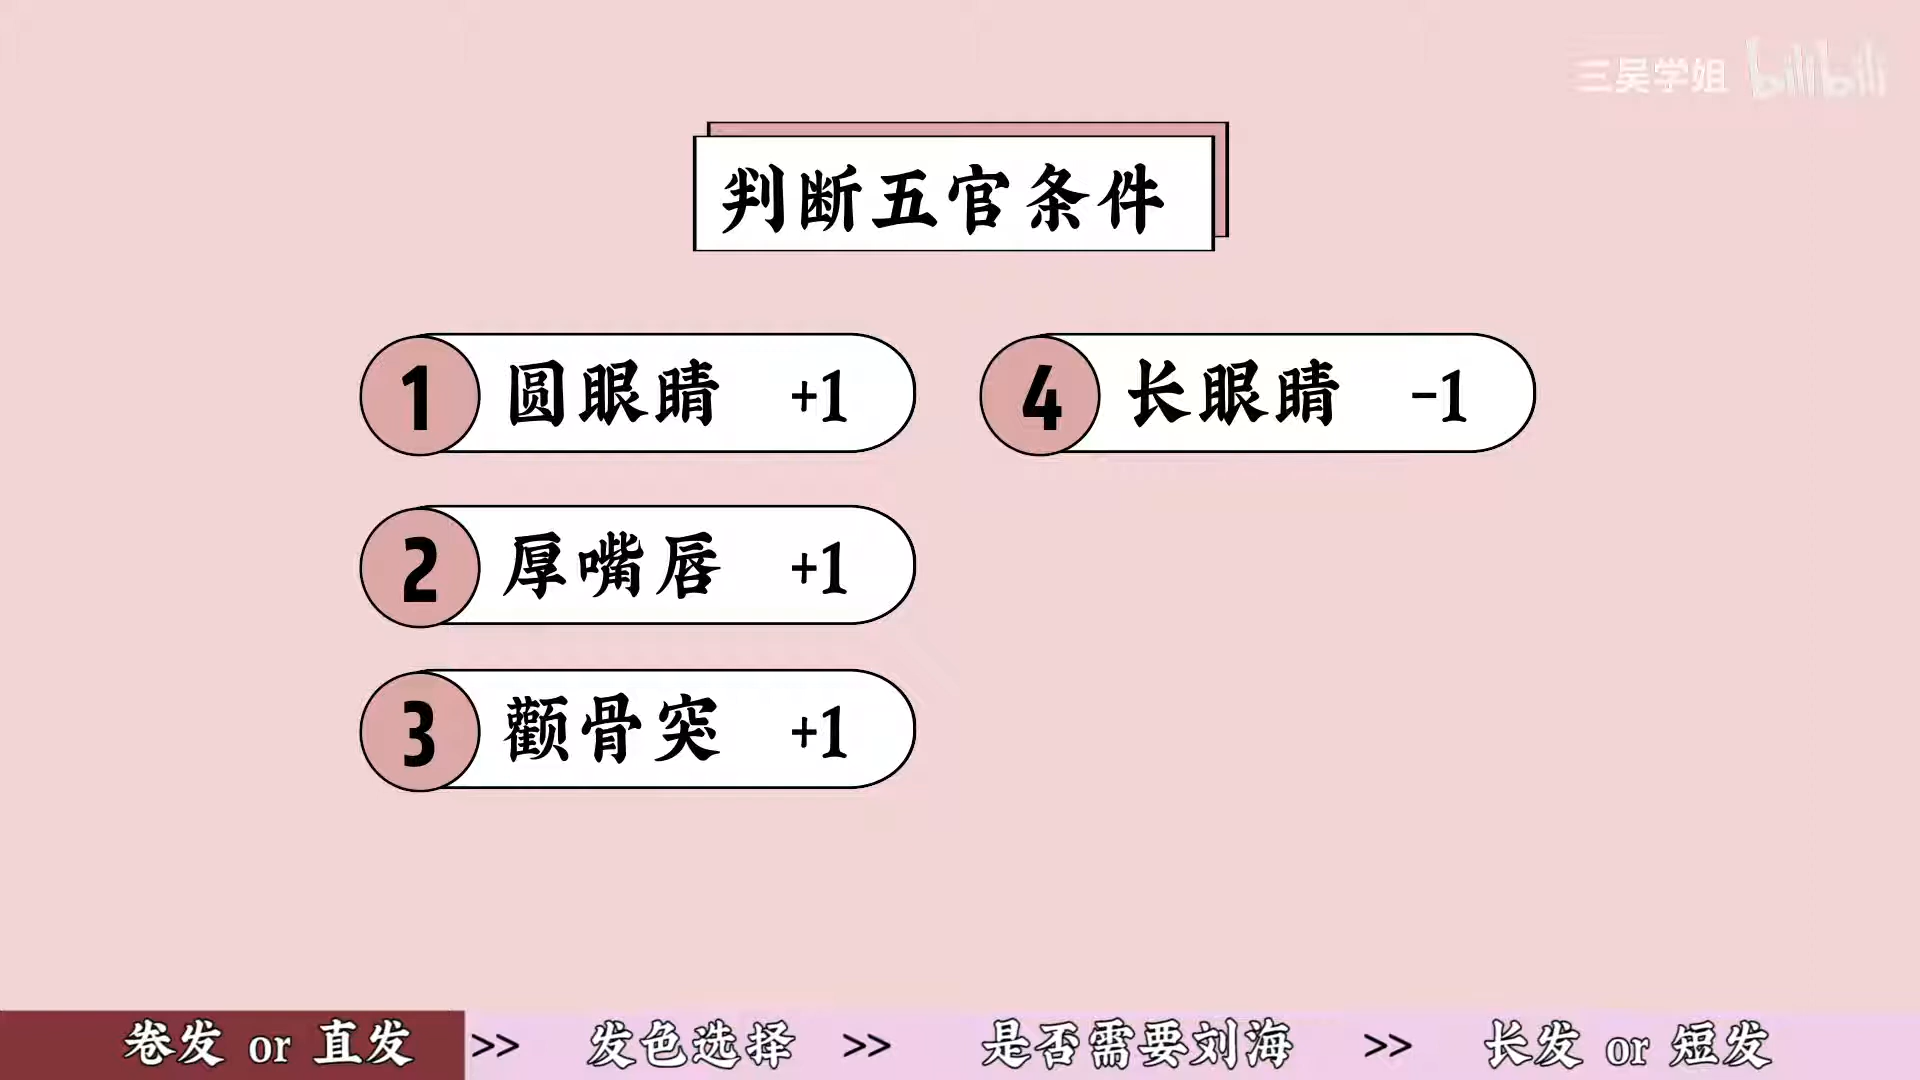 三吴学姐 bilibili
判断五官条件
1 圆眼睛 +1
2 厚嘴唇 +1
3 颧骨突 +1
4 长眼睛 -1
卷发 or 直发 >> 发色选择 >> 是否需要刘海 >> 长发 or 短发